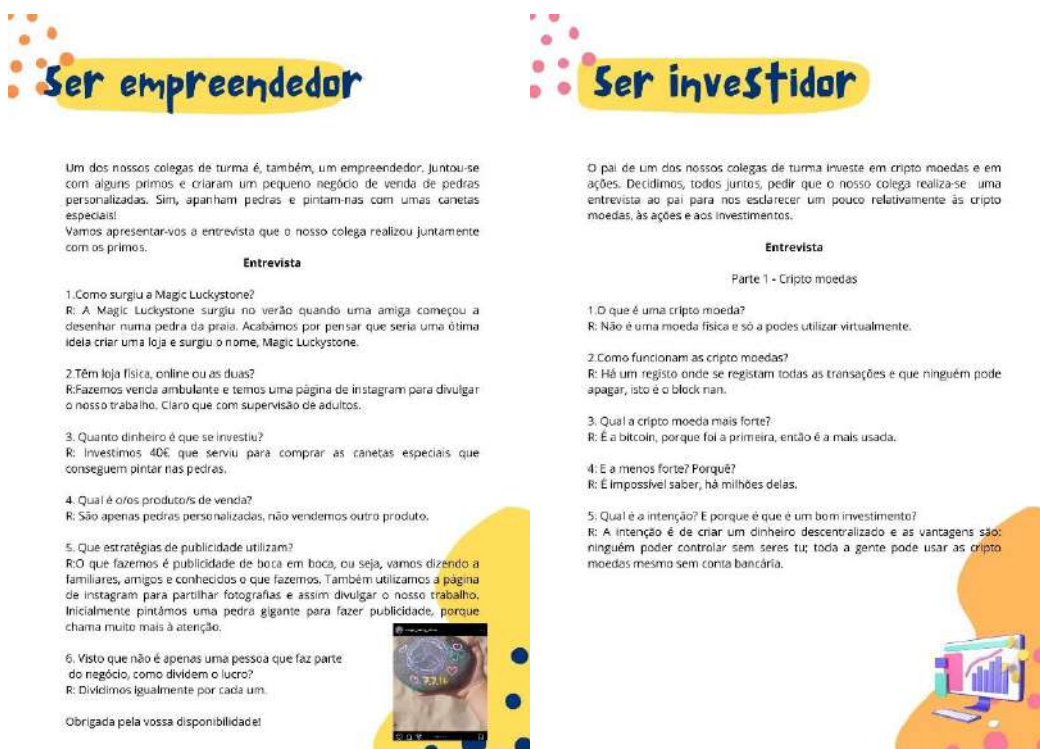 Ser empreendedor
Um dos nossos colegas de turma é, também, um empreendedor. Juntou-se
com alguns primos e criaram um pequeno negócio de venda de pedras
personalizadas. Sim, apanham pedras e pintam-nas com umas canetas
especiais!
Vamos apresentar-vos a entrevista que o nosso colega realizou juntamente
com os primos.
Entrevista
1.Como surgiu a Magic Luckystone?
R: A Magic Luckystone surgiu no verão quando uma amiga começou a
desenhar numa pedra da praia. Acabámos por pensar que seria uma ótima
ideia criar uma loja e surgiu o nome, Magic Luckystone.
2.Têm loja física, online ou as duas?
R:Fazemos venda ambulante e temos uma página de instagram para divulgar
o nosso trabalho. Claro que com supervisão de adultos.
3. Quanto dinheiro é que se investiu?
R: Investimos 40€ que serviu para comprar as canetas especiais que
conseguem pintar nas pedras.
4. Qual é o/os produto/s de venda?
R: São apenas pedras personalizadas, não vendemos outro produto.
5. Que estratégias de publicidade utilizam?
R:O que fazemos é publicidade de boca em boca, ou seja, vamos dizendo a
familiares, amigos e conhecidos o que fazemos. Também utilizamos a página
de instagram para partilhar fotografias e assim divulgar o nosso trabalho.
Inicialmente pintámos uma pedra gigante para fazer publicidade, porque
chama muito mais à atenção.
6. Visto que não é apenas uma pessoa que faz parte
do negócio, como dividem o lucro?
R: Dividimos igualmente por cada um.
Obrigada pela vossa disponibilidade!
Ser investidor
O pai de um dos nossos colegas de turma investe em cripto moedas e em
ações. Decidimos, todos juntos, pedir que o nosso colega realiza-se uma
entrevista ao pai para nos esclarecer um pouco relativamente às cripto
moedas, às ações e aos investimentos.
Entrevista
Parte 1 - Cripto moedas
1.O que é uma cripto moeda?
R: Não é uma moeda física e só a podes utilizar virtualmente.
2.Como funcionam as cripto moedas?
R: Há um registo onde se registam todas as transações e que ninguém pode
apagar, isto é o block nan.
3. Qual a cripto moeda mais forte?
R: É a bitcoin, porque foi a primeira, então é a mais usada.
4: E a menos forte? Porquê?
R: É impossível saber, há milhões delas.
5: Qual é a intenção? E porque é que é um bom investimento?
R: A intenção é de criar um dinheiro descentralizado e as vantagens são:
ninguém poder controlar sem seres tu; toda a gente pode usar as cripto
moedas mesmo sem conta bancária.